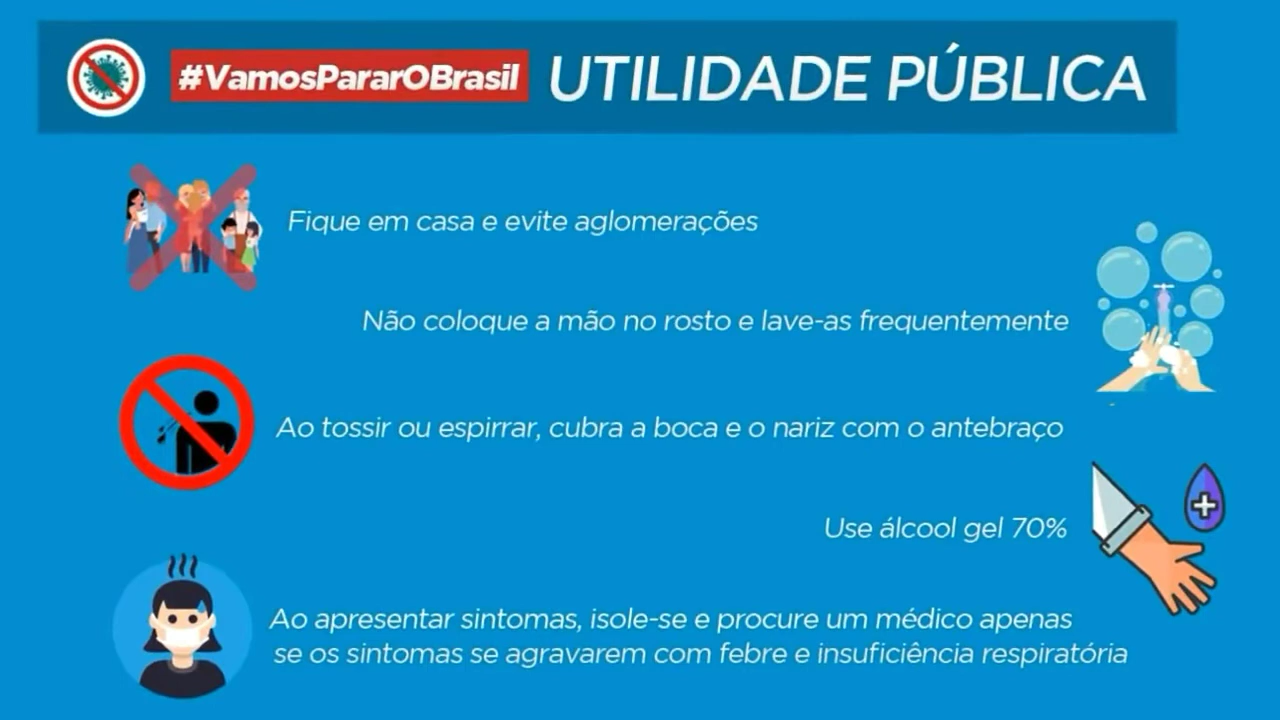 #VamosPararOBrasil UTILIDADE PÚBLICA
Fique em casa e evite aglomerações
Não coloque a mão no rosto e lave-as frequentemente
Ao tossir ou espirrar, cubra a boca e o nariz com o antebraço
Use álcool gel 70%
Ao apresentar sintomas, isole-se e procure um médico apenas
se os sintomas se agravarem com febre e insuficiência respiratória